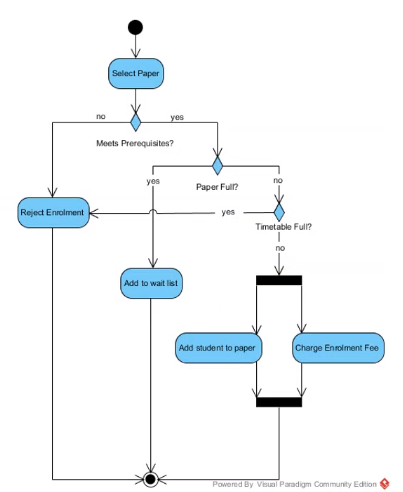 Select Paper
no
yes
Meets Prerequisites?
yes
Paper Full?
no
Reject Enrolment
yes
Timetable Full?
no
Add to wait list
Add student to paper
Charge Enrolment Fee
Powered By Visual Paradigm Community Edition